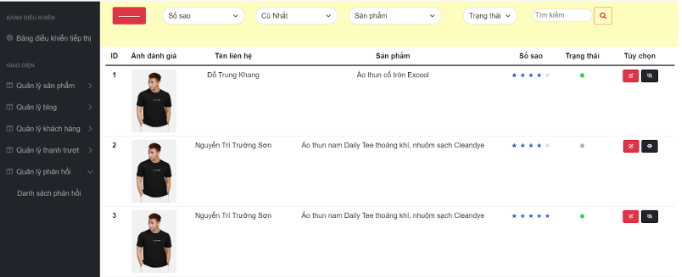 BẢNG ĐIỀU KHIỂN
Bảng điều khiển tiếp thị
GIAO DIỆN
Quản lý sản phẩm
Quản lý blog
Quản lý khách hàng
Quản lý thanh trượt
Quản lý phản hồi
Danh sách phản hồi
Số sao
Cũ Nhất
Sản phẩm
Trạng thái
Tìm kiếm
ID Ảnh đánh giá Tên liên hệ Sản phẩm Số sao Trạng thái Tùy chọn
1 Đỗ Trung Khang Áo thun cổ tròn Excool
2 Nguyễn Trí Trường Sơn Áo thun nam Daily Tee thoáng khí, nhuộm sạch Cleandye
3 Nguyễn Trí Trường Sơn Áo thun nam Daily Tee thoáng khí, nhuộm sạch Cleandye